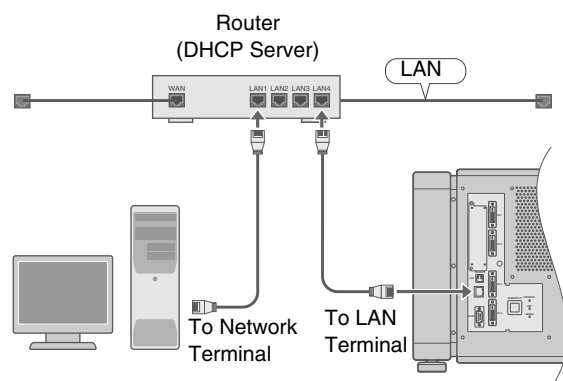 Router
(DHCP Server)
LAN
WAN
LAN1 LAN2 LAN3 LAN4
To Network
Terminal
To LAN
Terminal